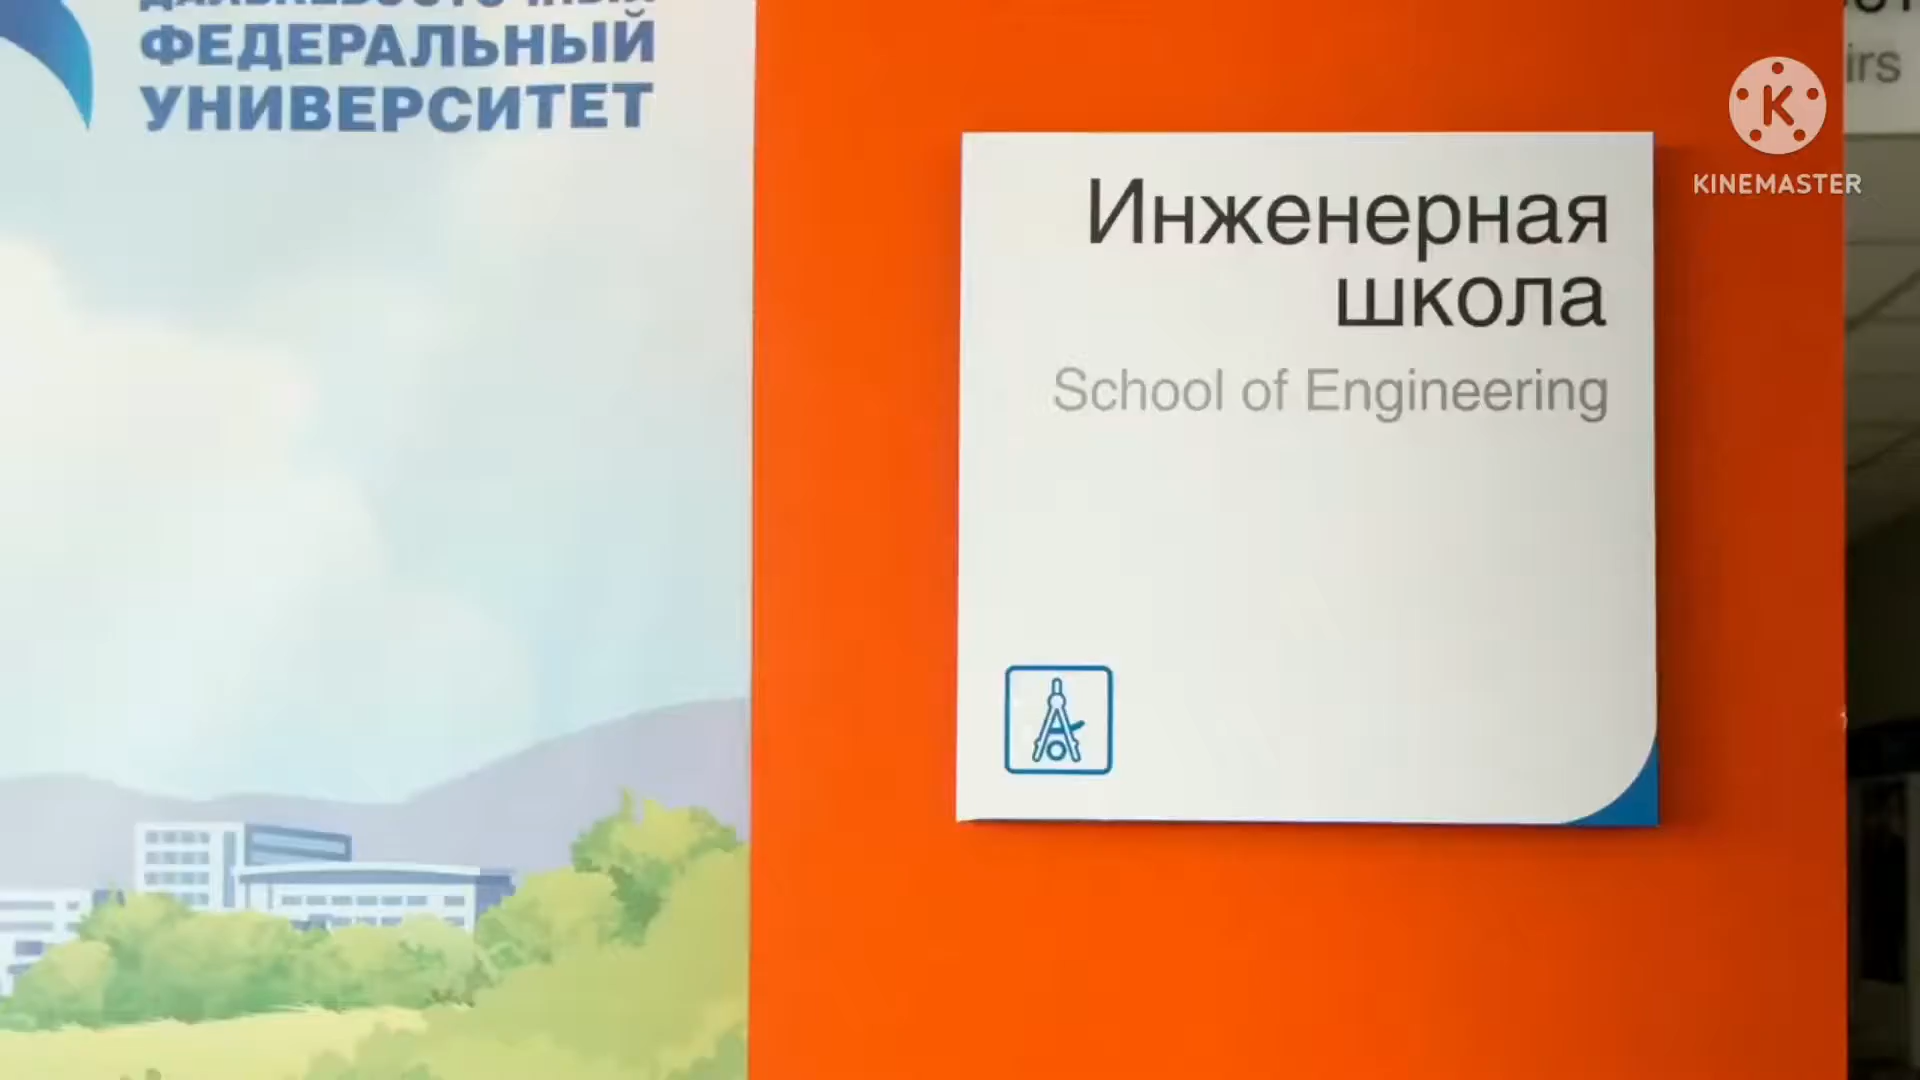 ФЕДЕРАЛЬНЫЙ
УНИВЕРСИТЕТ
Инженерная
школа
School of Engineering
KINEMASTER